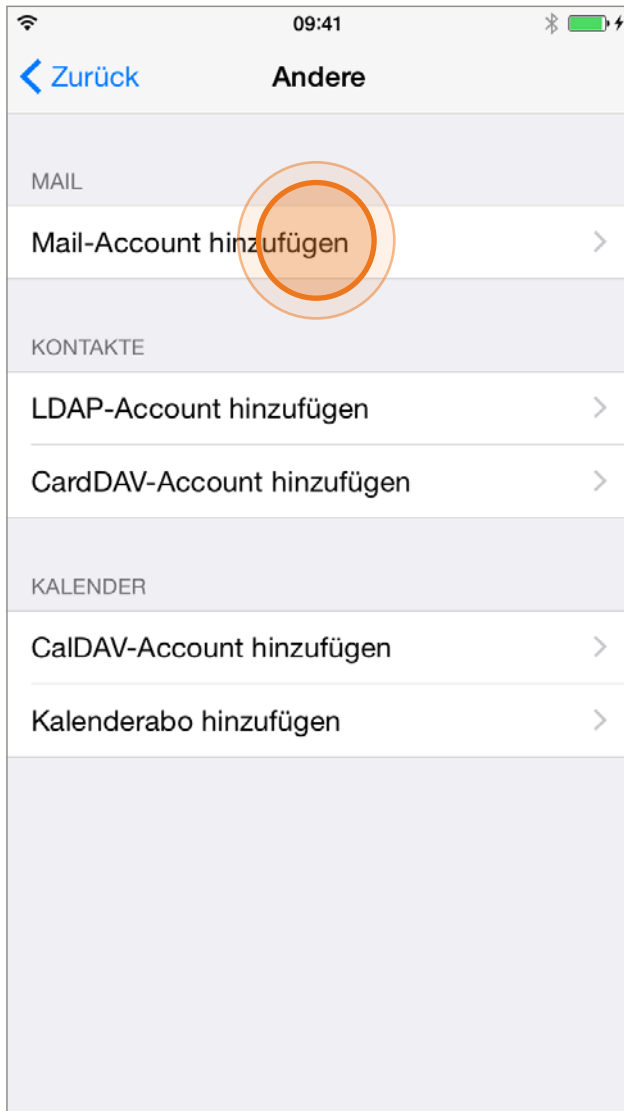 09:41
Zurück Andere
MAIL
Mail-Account hinzufügen
KONTAKTE
LDAP-Account hinzufügen
CardDAV-Account hinzufügen
KALENDER
CalDAV-Account hinzufügen
Kalenderabo hinzufügen